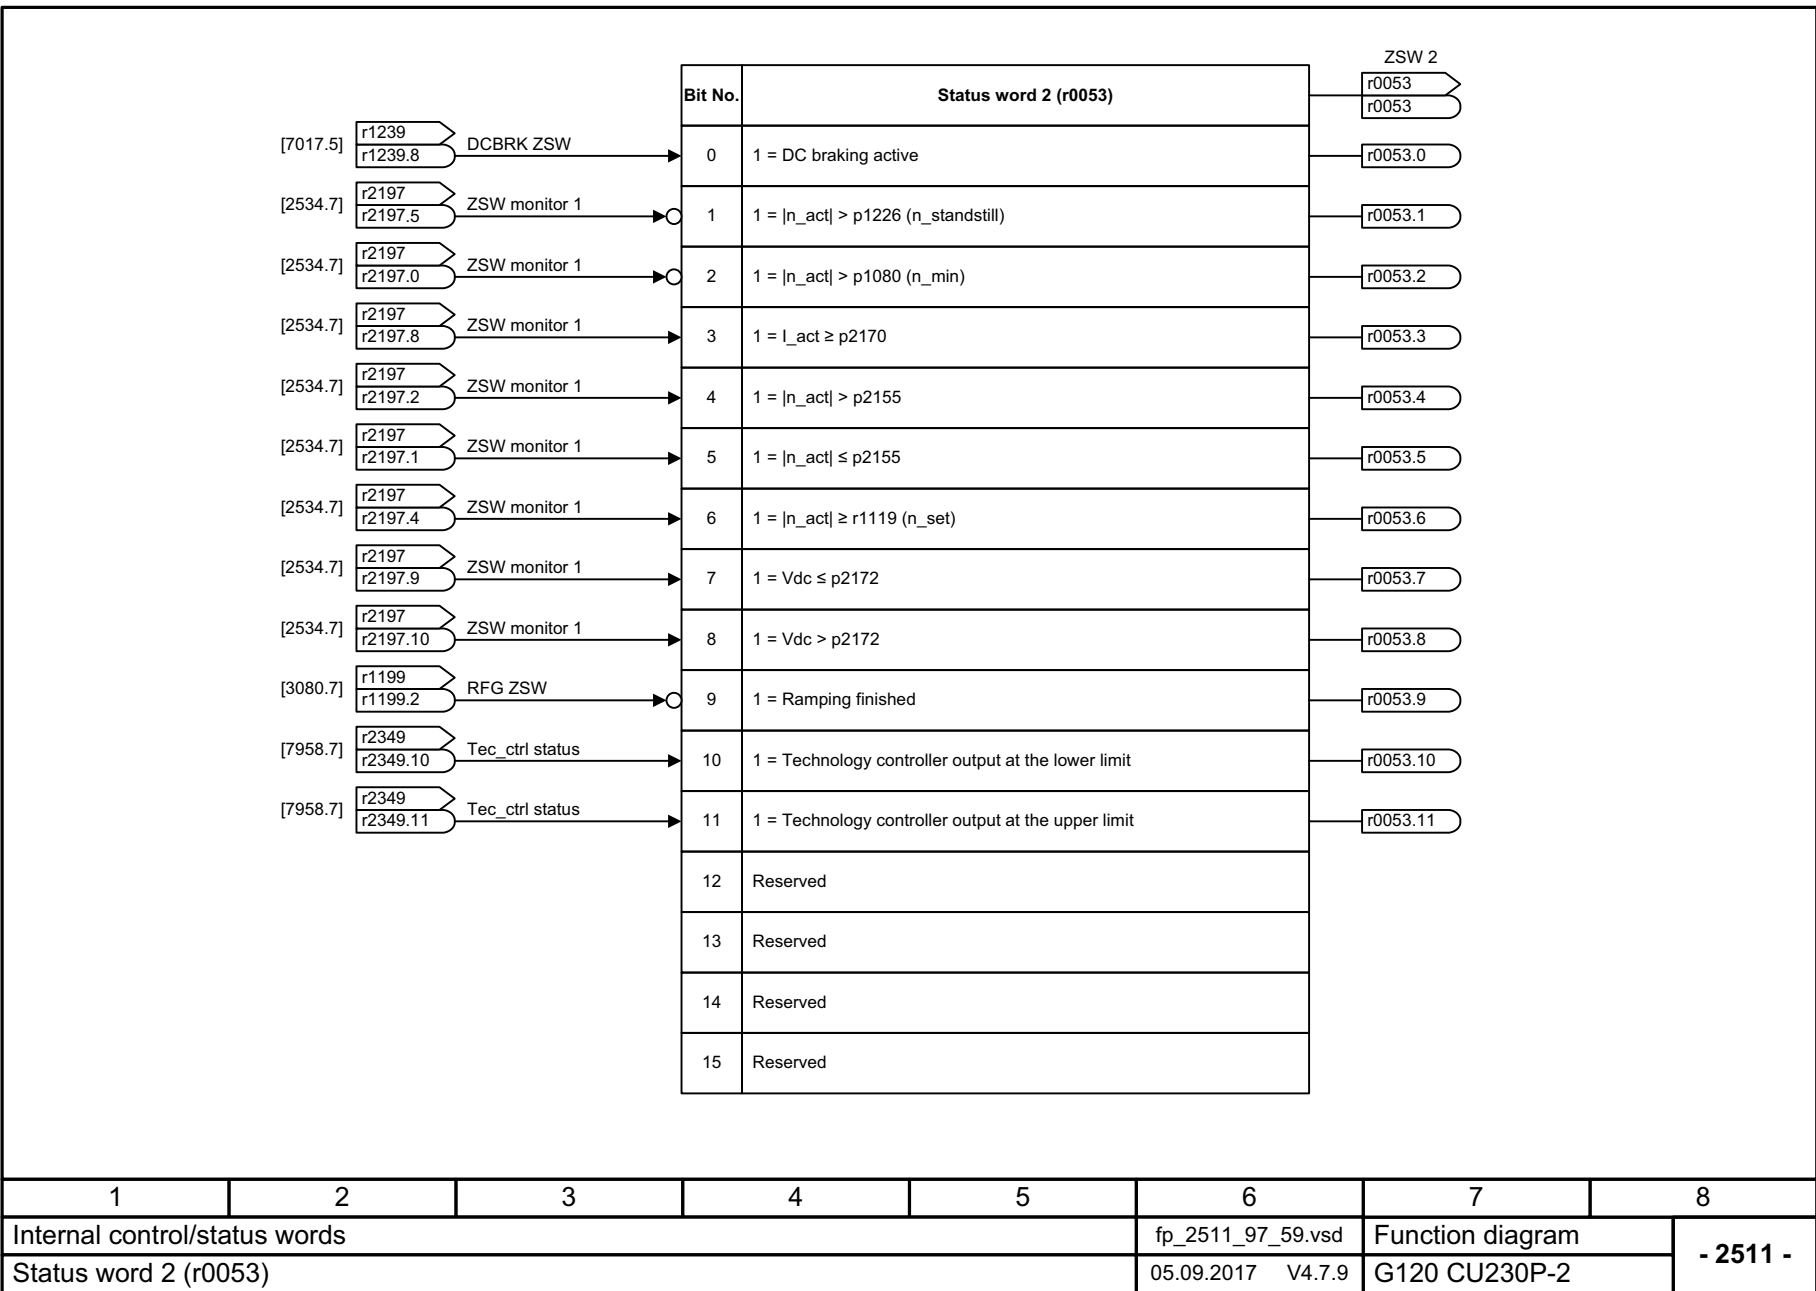 ZSW 2
Bit No. Status word 2 (r0053) r0053
r0053
[7017.5] r1239 DCBRK ZSW
r1239.8 0 1 = DC braking active r0053.0
[2534.7] r2197 ZSW monitor 1
r2197.5 1 1 = |n_act| > p1226 (n_standstill) r0053.1
[2534.7] r2197 ZSW monitor 1
r2197.0 2 1 = |n_act| > p1080 (n_min) r0053.2
[2534.7] r2197 ZSW monitor 1
r2197.8 3 1 = I_act ≥ p2170 r0053.3
[2534.7] r2197 ZSW monitor 1
r2197.2 4 1 = |n_act| > p2155 r0053.4
[2534.7] r2197 ZSW monitor 1
r2197.1 5 1 = |n_act| ≤ p2155 r0053.5
[2534.7] r2197 ZSW monitor 1
r2197.4 6 1 = |n_act| ≥ r1119 (n_set) r0053.6
[2534.7] r2197 ZSW monitor 1
r2197.9 7 1 = Vdc ≤ p2172 r0053.7
[2534.7] r2197 ZSW monitor 1
r2197.10 8 1 = Vdc > p2172 r0053.8
[3080.7] r1199 RFG ZSW
r1199.2 9 1 = Ramping finished r0053.9
[7958.7] r2349 Tec_ctrl status
r2349.10 10 1 = Technology controller output at the lower limit r0053.10
[7958.7] r2349 Tec_ctrl status
r2349.11 11 1 = Technology controller output at the upper limit r0053.11
12 Reserved
13 Reserved
14 Reserved
15 Reserved
1 2 3 4 5 6 7 8
Internal control/status words fp_2511_97_59.vsd Function diagram - 2511 -
Status word 2 (r0053) 05.09.2017 V4.7.9 G120 CU230P-2